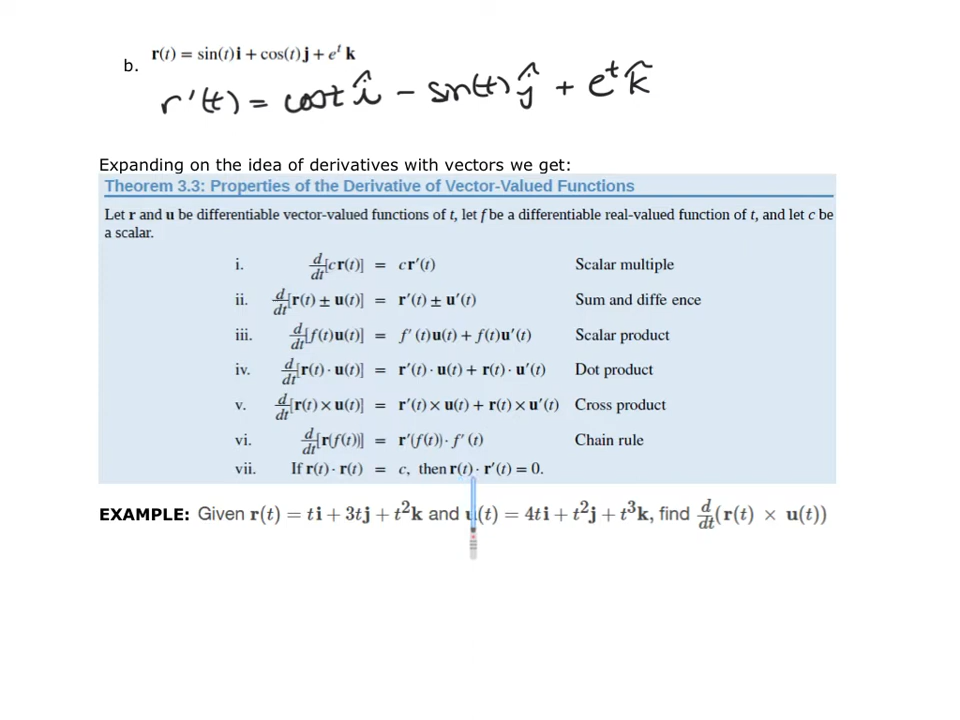 b. r(t) = sin(t) i + cos(t) j + e^t k
r'(t) = cost î − sin(t) ĵ + e^t k̂
Expanding on the idea of derivatives with vectors we get:
Theorem 3.3: Properties of the Derivative of Vector-Valued Functions
Let r and u be differentiable vector-valued functions of t, let f be a differentiable real-valued function of t, and let c be
a scalar.
i. d/dt[cr(t)] = cr′(t) Scalar multiple
ii. d/dt[r(t) ± u(t)] = r′(t) ± u′(t) Sum and diffe ence
iii. d/dt[f(t)u(t)] = f′(t)u(t) + f(t)u′(t) Scalar product
iv. d/dt[r(t) · u(t)] = r′(t) · u(t) + r(t) · u′(t) Dot product
v. d/dt[r(t) × u(t)] = r′(t) × u(t) + r(t) × u′(t) Cross product
vi. d/dt[r(f(t))] = r′(f(t)) · f′(t) Chain rule
vii. If r(t) · r(t) = c, then r(t) · r′(t) = 0.
EXAMPLE: Given r(t) = ti + 3tj + t²k and u(t) = 4ti + t²j + t³k, find d/dt(r(t) × u(t))